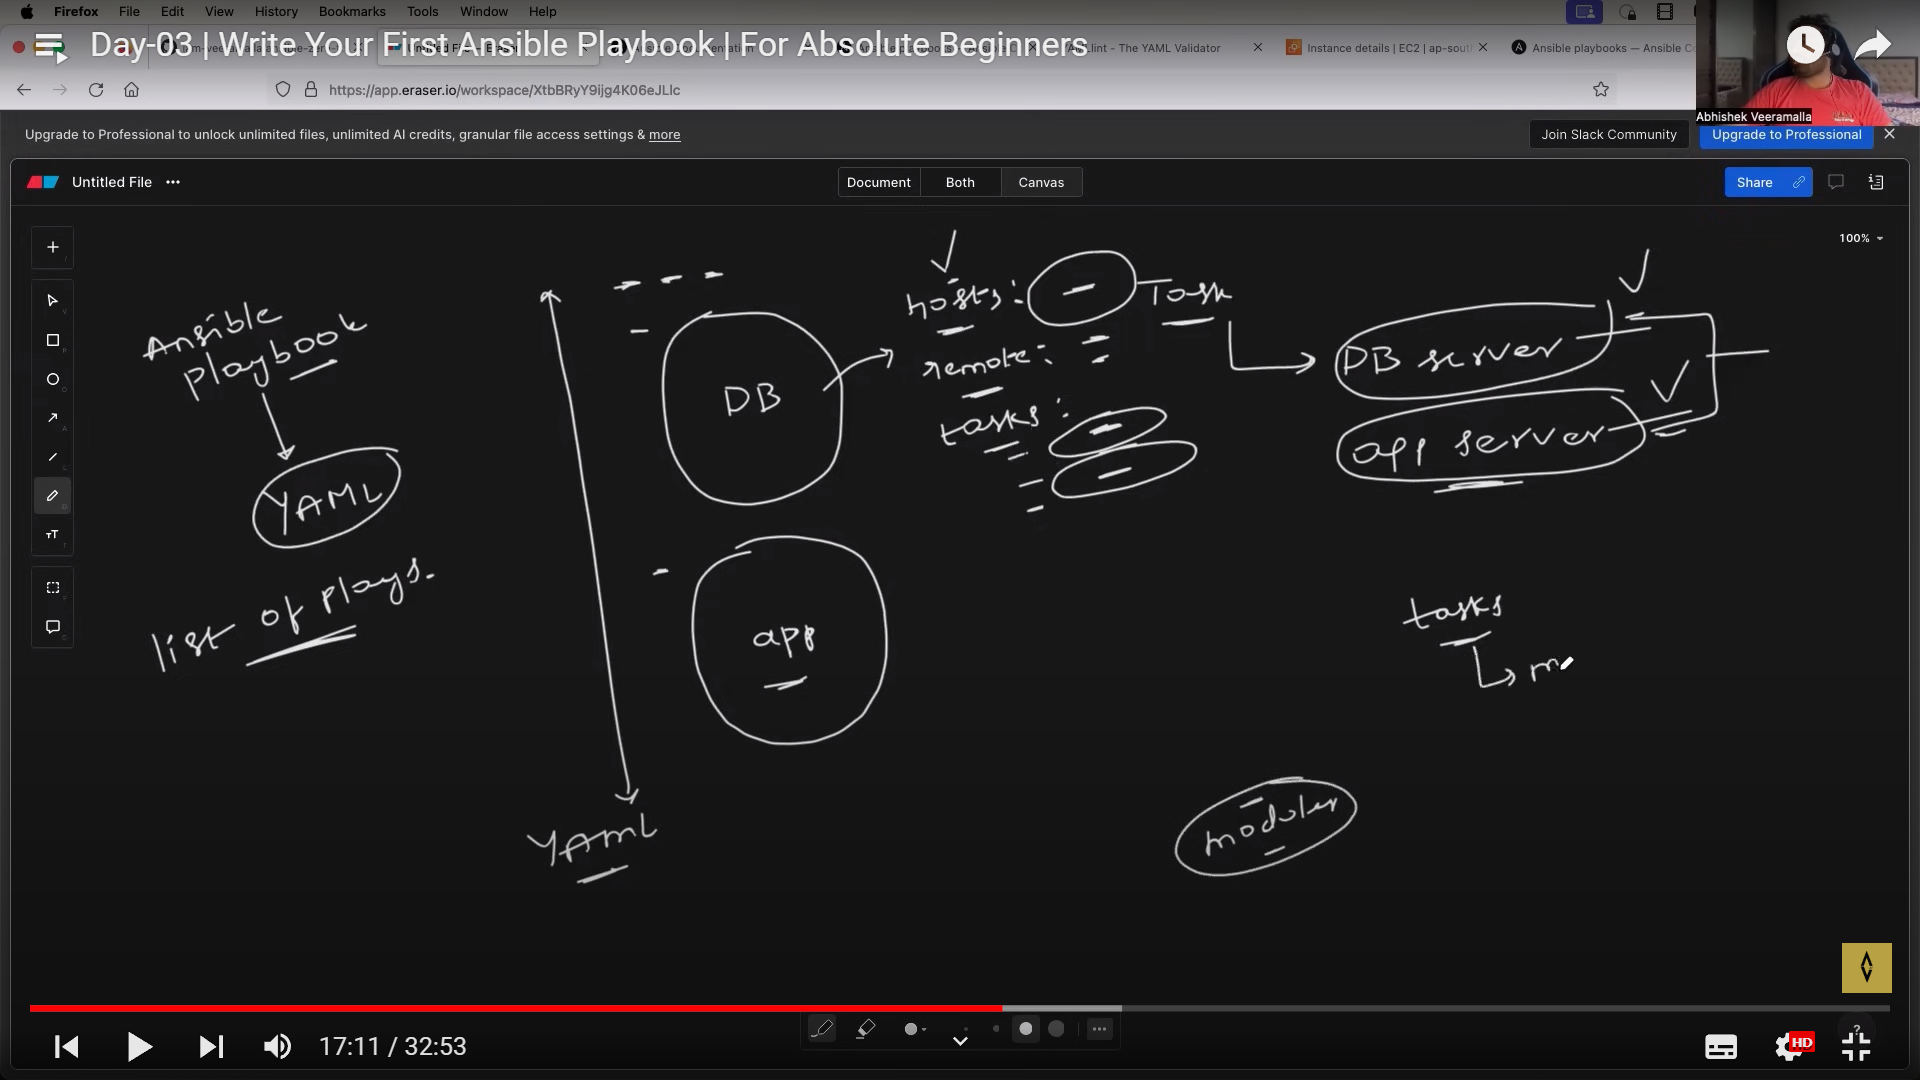 Firefox File Edit View History Bookmarks Tools Window Help
Day-03 | Write Your First Ansible Playbook | For Absolute Beginners
lint - The YAML Validator
Instance details | EC2 | ap-sout
Ansible playbooks — Ansible Co
https://app.eraser.io/workspace/XtbBRyY9ijg4K06eJLlc
Abhishek Veeramalla
Upgrade to Professional to unlock unlimited files, unlimited AI credits, granular file access settings & more
Join Slack Community
Upgrade to Professional
Untitled File
Document Both Canvas
Share
100%
Ansible
playbook
YAML
list of plays.
- - -
- DB
hosts: - Task
remote:
tasks:
DB server
app server
- app
tasks
m
YAML
modules
17:11 / 32:53
HD